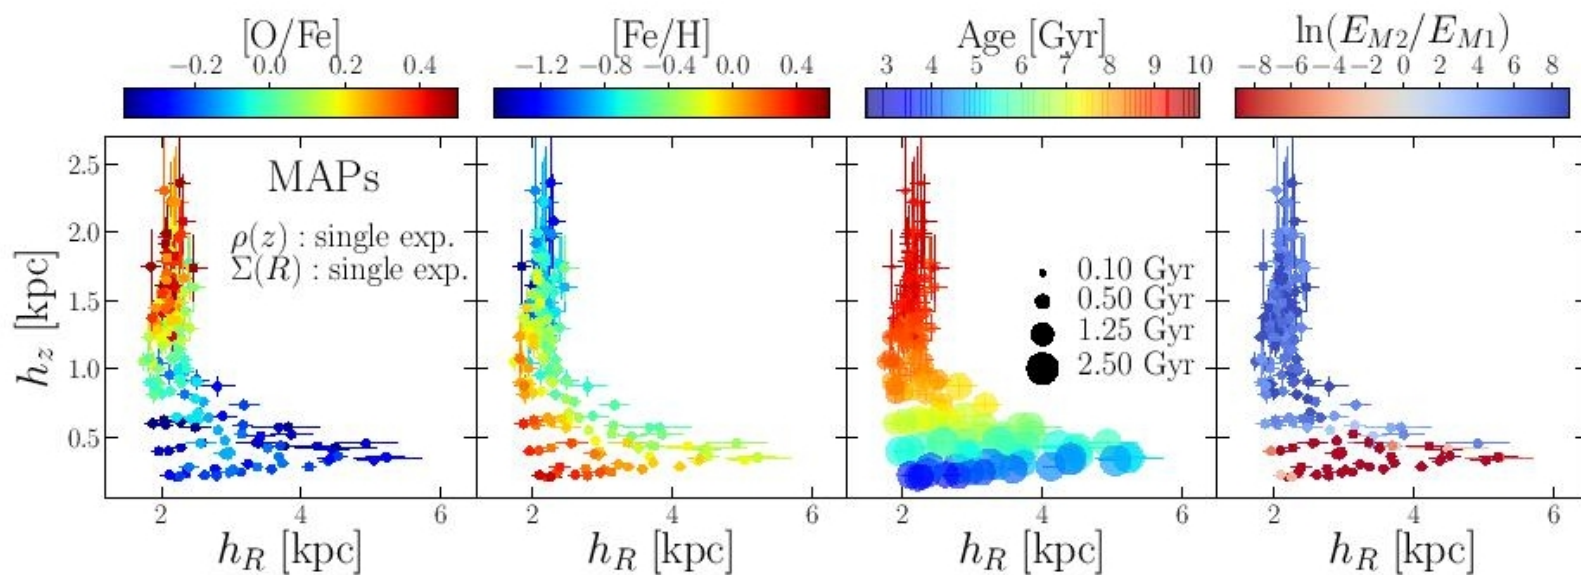 [O/Fe]
−0.2 0.0 0.2 0.4
[Fe/H]
−1.2 −0.8 −0.4 0.0 0.4
Age [Gyr]
3 4 5 6 7 8 9 10
ln(E_{M2}/E_{M1})
−8 −6 −4 −2 0 2 4 6 8
h_z [kpc]
2.5
2.0
1.5
1.0
0.5
MAPs
ρ(z) : single exp.
Σ(R) : single exp.
0.10 Gyr
0.50 Gyr
1.25 Gyr
2.50 Gyr
2 4 6
h_R [kpc]
2 4 6
h_R [kpc]
2 4 6
h_R [kpc]
2 4 6
h_R [kpc]